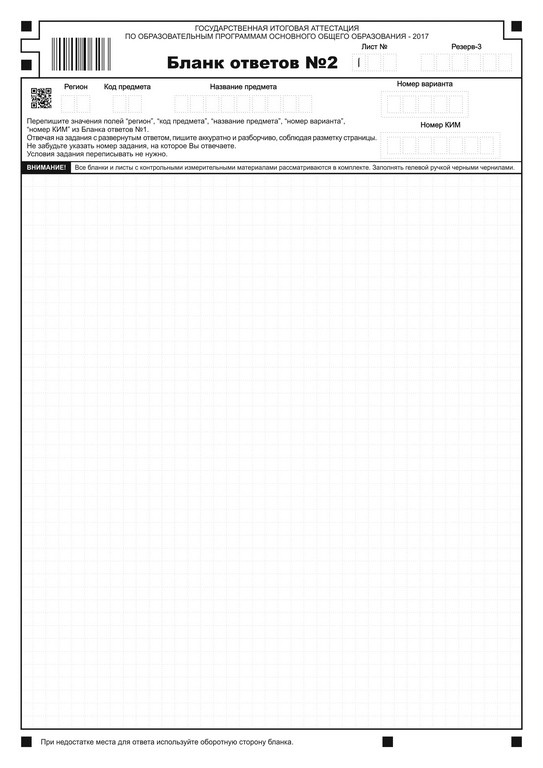 ГОСУДАРСТВЕННАЯ ИТОГОВАЯ АТТЕСТАЦИЯ
ПО ОБРАЗОВАТЕЛЬНЫМ ПРОГРАММАМ ОСНОВНОГО ОБЩЕГО ОБРАЗОВАНИЯ - 2017
Лист № Резерв-3
Бланк ответов №2
Регион Код предмета Название предмета Номер варианта
Перепишите значения полей "регион", "код предмета", "название предмета", "номер варианта",
"номер КИМ" из Бланка ответов №1.
Номер КИМ
Отвечая на задания с развернутым ответом, пишите аккуратно и разборчиво, соблюдая разметку страницы.
Не забудьте указать номер задания, на которое Вы отвечаете.
Условия задания переписывать не нужно.
ВНИМАНИЕ! Все бланки и листы с контрольными измерительными материалами рассматриваются в комплекте. Заполнять гелевой ручкой черными чернилами.
При недостатке места для ответа используйте оборотную сторону бланка.